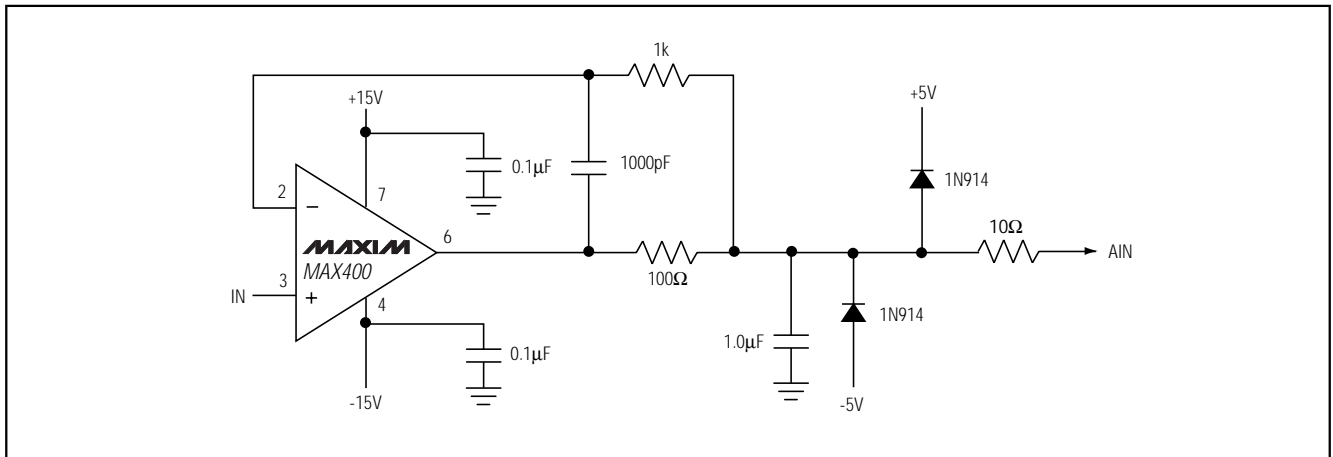 1k
+15V
+5V
0.1μF
1000pF
1N914
2
7
−
MAXIM
6
10Ω
MAX400
AIN
100Ω
3
4
IN
+
1N914
1.0μF
0.1μF
-15V
-5V